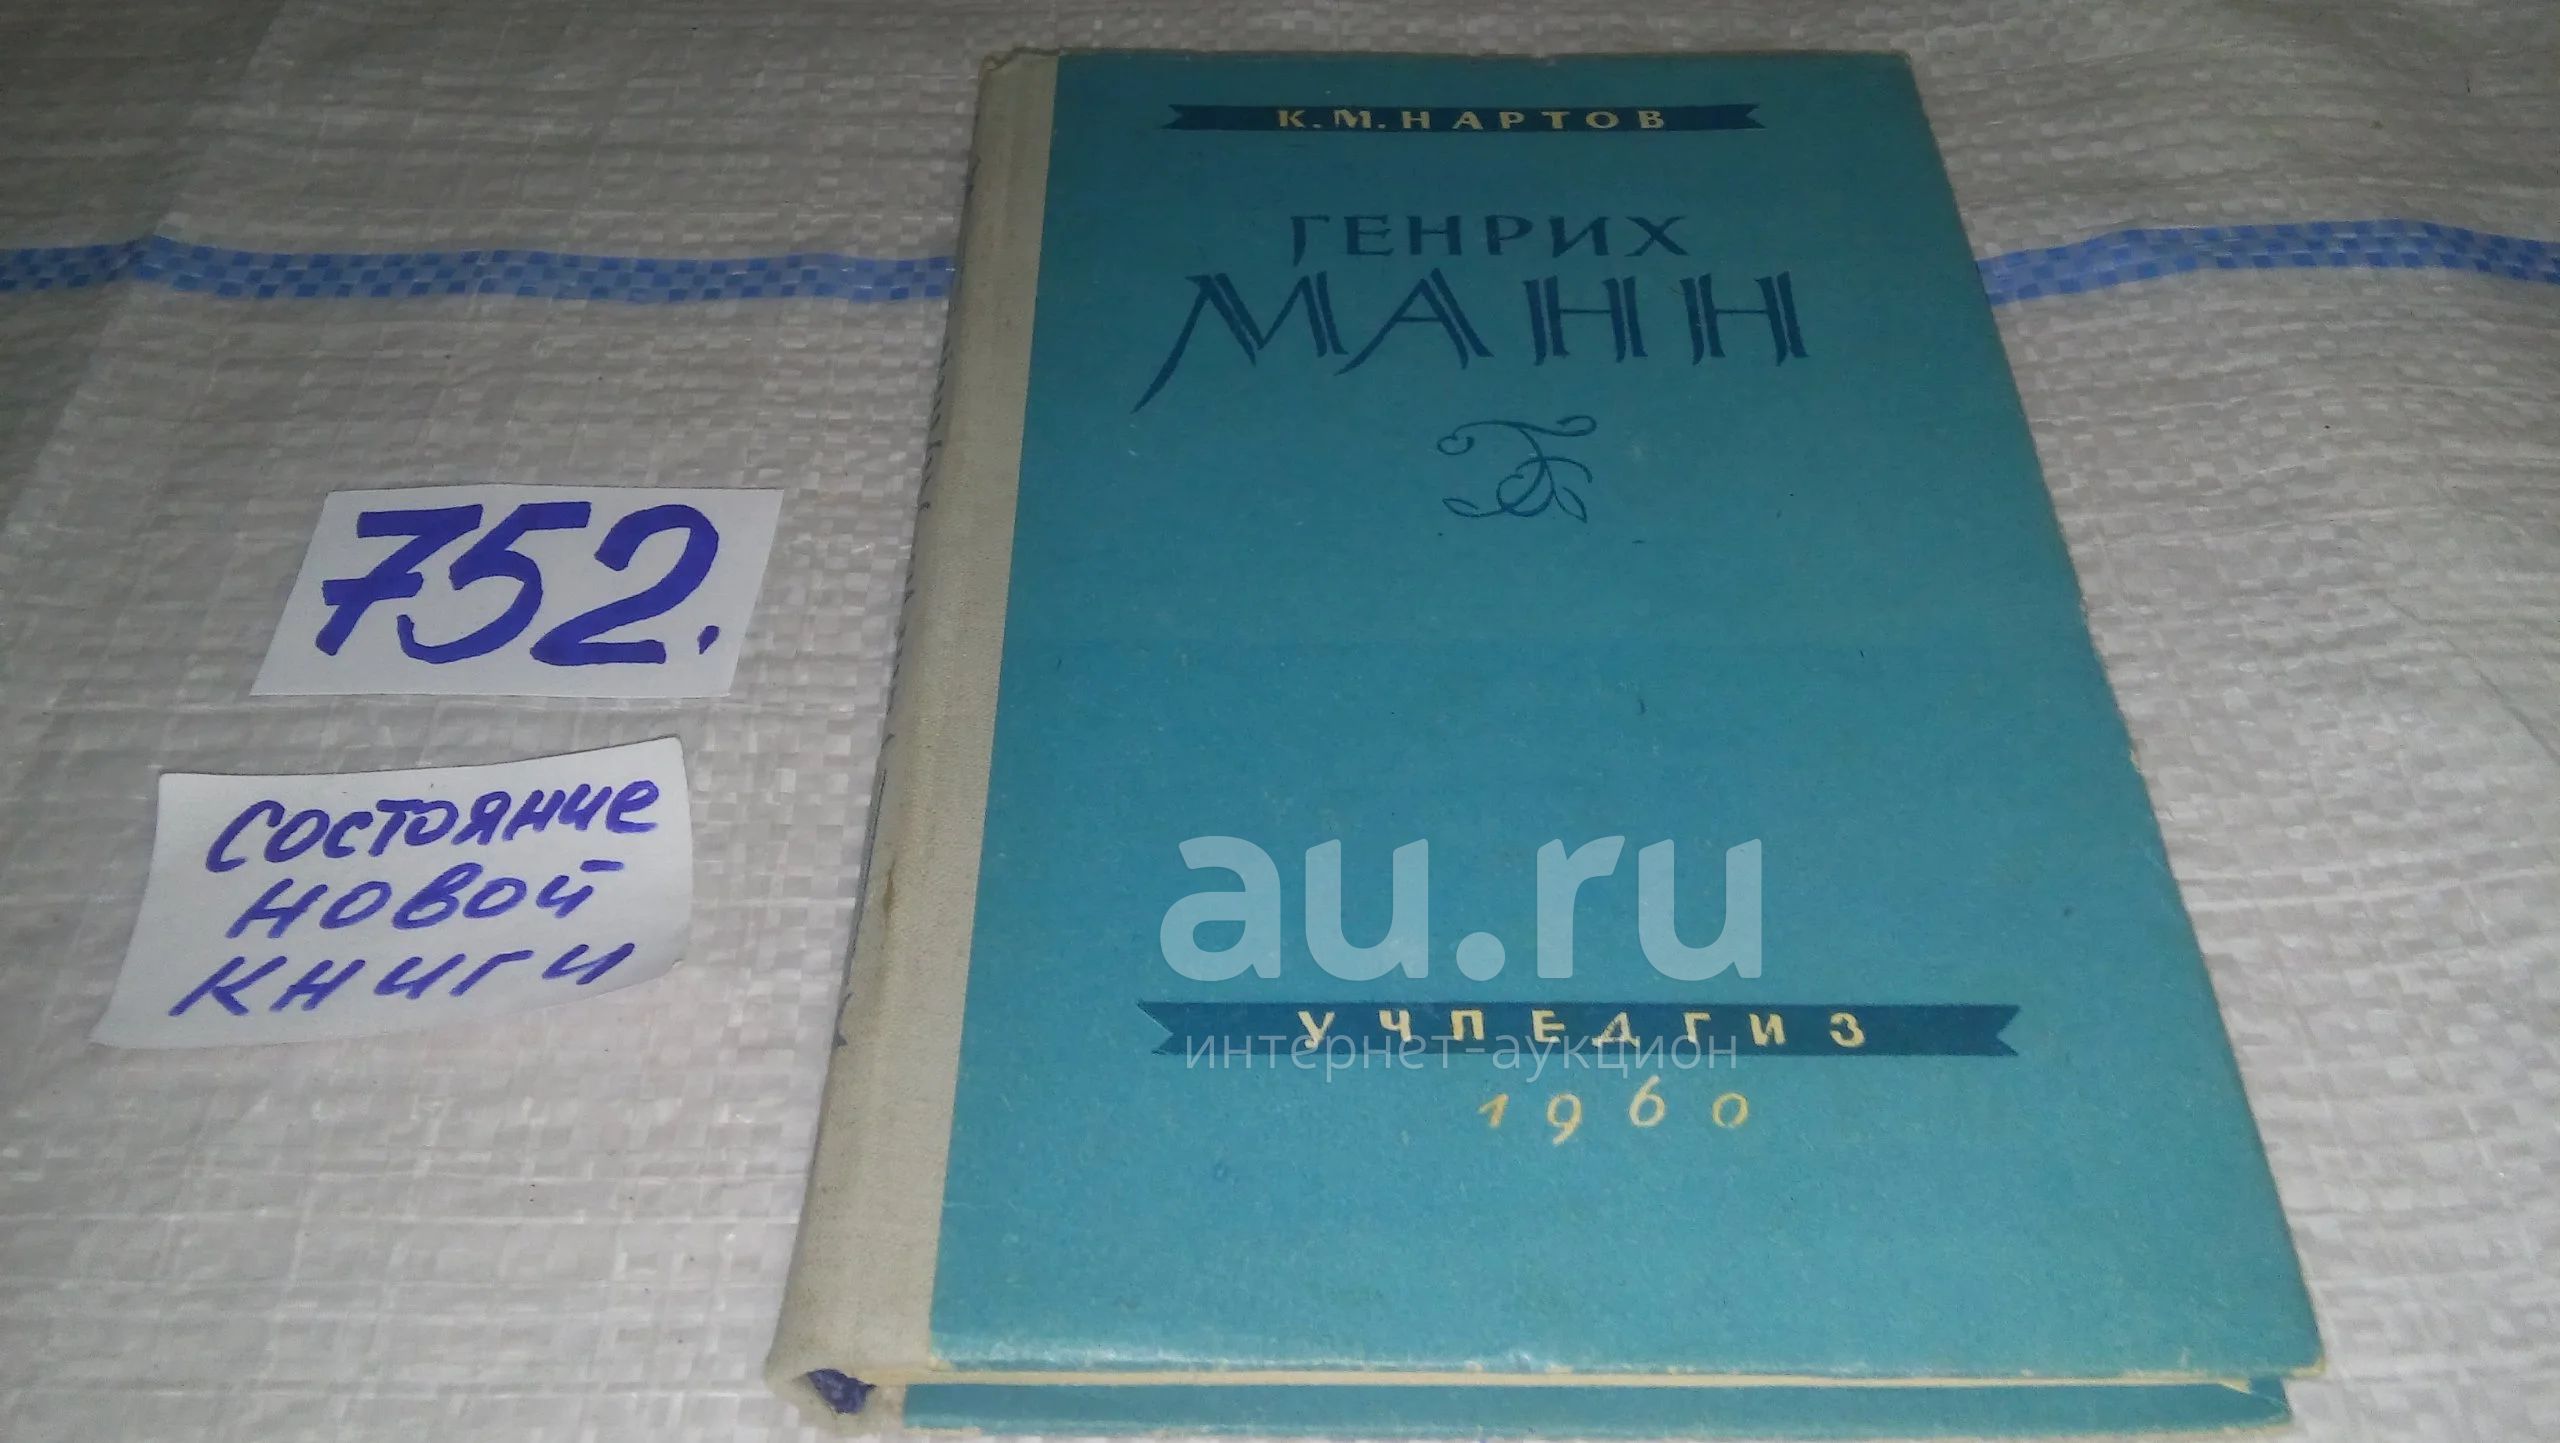 К. М. НАРТОВ
ГЕНРИХ
МАНН
752.
состояние
новой
книги
au.ru
УЧПЕДГИЗ
интернет-аукцион
1960